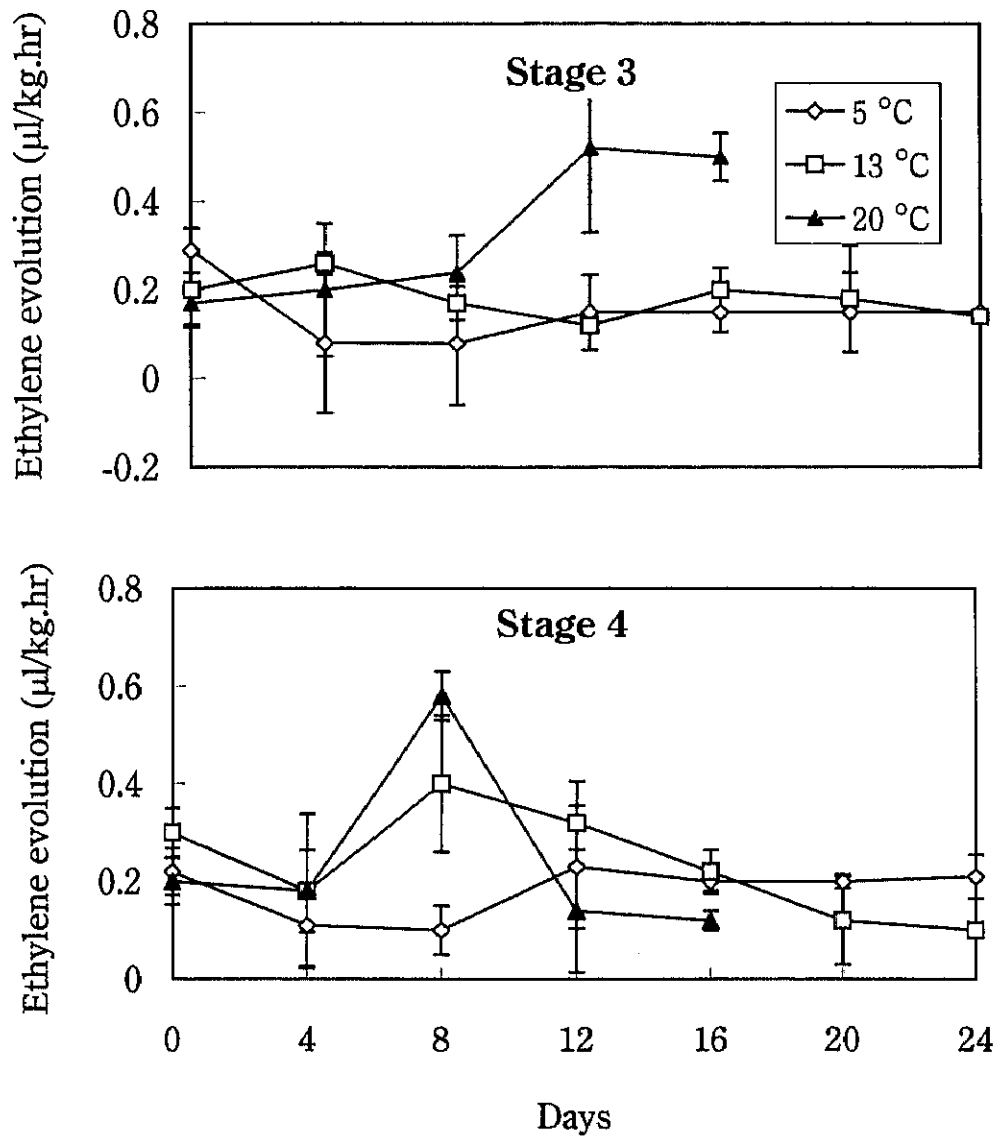 Ethylene evolution (µl/kg.hr)
0.8
0.6
0.4
0.2
0
-0.2
Stage 3
5 °C
13 °C
20 °C
Ethylene evolution (µl/kg.hr)
0.8
0.6
0.4
0.2
0
Stage 4
0 4 8 12 16 20 24
Days